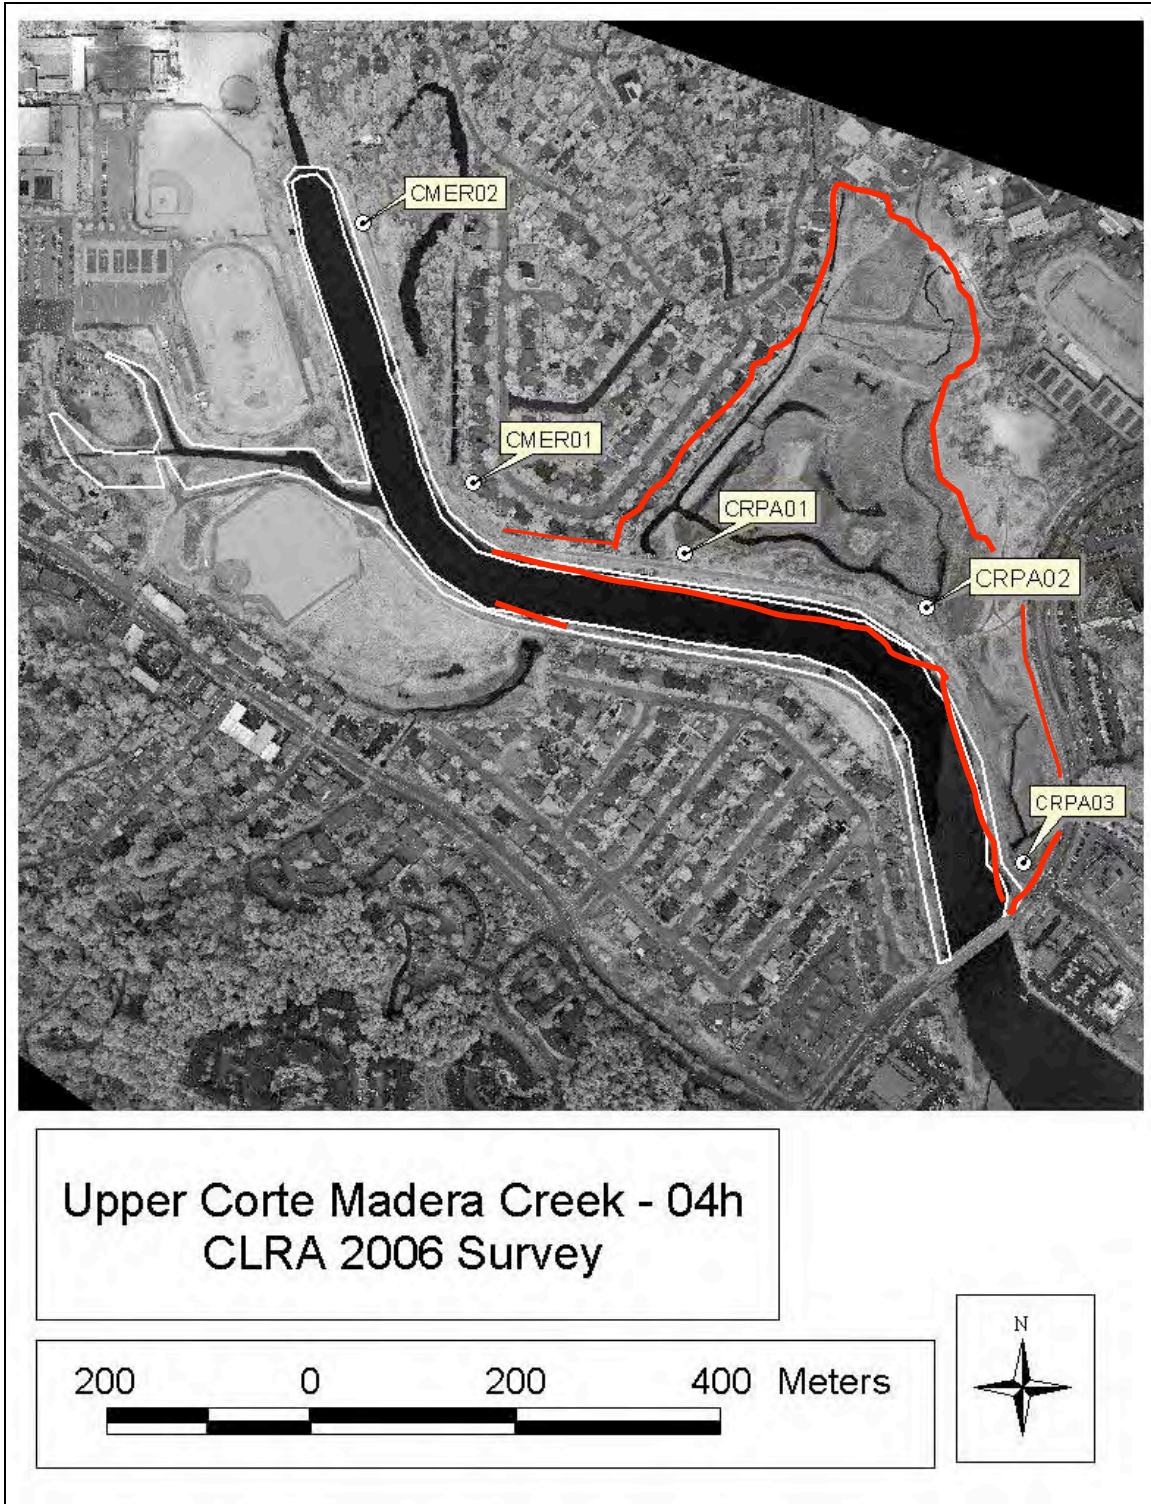 CMER02
CMER01
CRPA01
CRPA02
CRPA03
Upper Corte Madera Creek - 04h
CLRA 2006 Survey
N
200 0 200 400 Meters